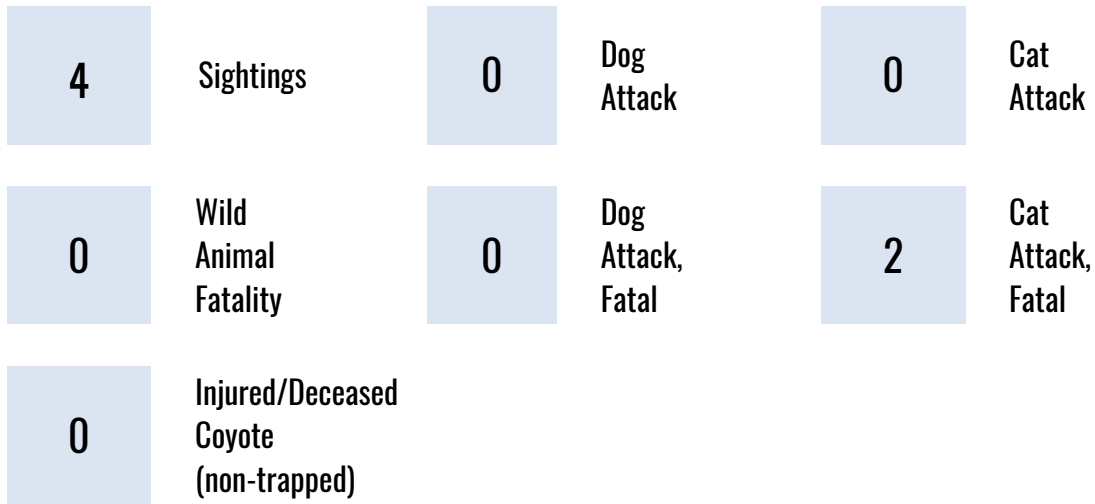 4
Sightings
0
Dog
Attack
0
Cat
Attack
0
Wild
Animal
Fatality
0
Dog
Attack,
Fatal
2
Cat
Attack,
Fatal
0
Injured/Deceased
Coyote
(non-trapped)